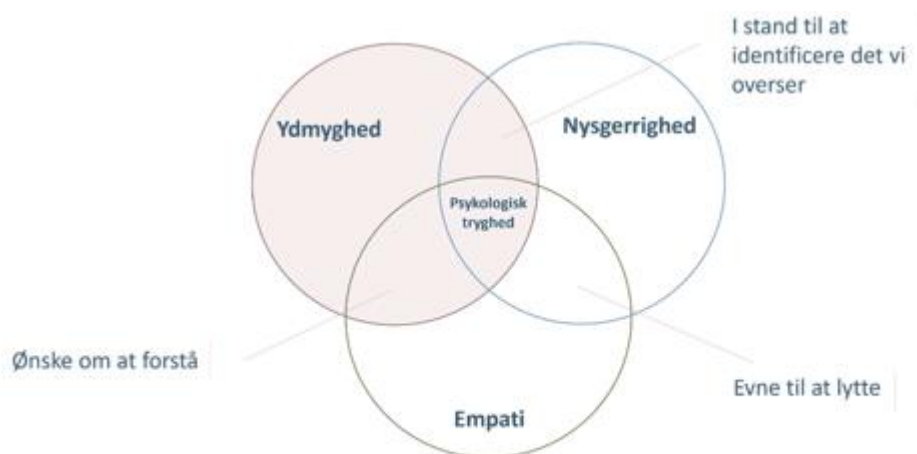 I stand til at
identificere det vi
overser
Ydmyghed
Nysgerrighed
Psykologisk
tryghed
Ønske om at forstå
Evne til at lytte
Empati